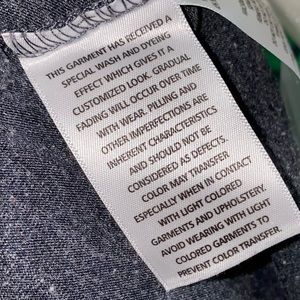 THIS GARMENT HAS RECEIVED A
SPECIAL WASH AND DYEING
EFFECT WHICH GIVES IT A
CUSTOMIZED LOOK. GRADUAL
FADING WILL OCCUR OVER TIME
WITH WEAR. PILLING AND
OTHER IMPERFECTIONS ARE
INHERENT CHARACTERISTICS
AND SHOULD NOT BE
CONSIDERED AS DEFECTS
COLOR MAY TRANSFER
ESPECIALLY WHEN IN CONTACT
WITH LIGHT COLORED
GARMENTS AND UPHOLSTERY.
AVOID WEARING WITH LIGHT
COLORED GARMENTS TO
PREVENT COLOR TRANSFER.